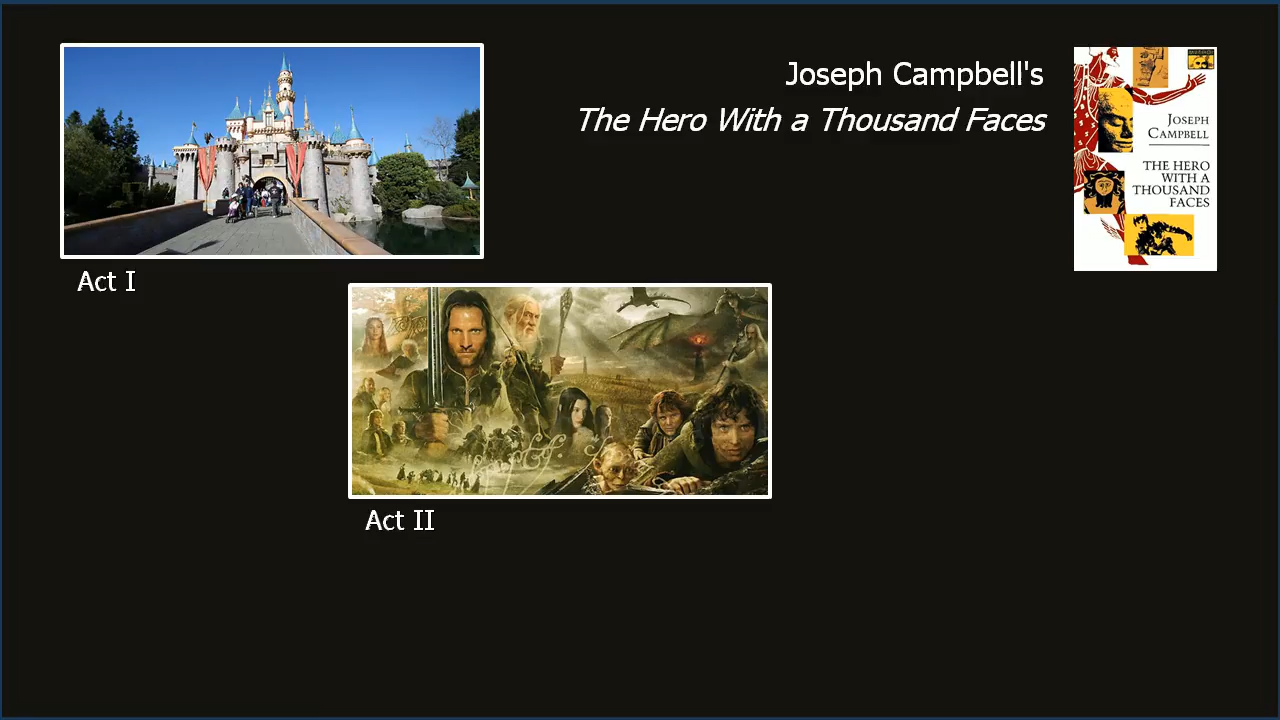 Joseph Campbell's
The Hero With a Thousand Faces
JOSEPH
CAMPBELL
THE HERO
WITH A
THOUSAND
FACES
Act I
Act II